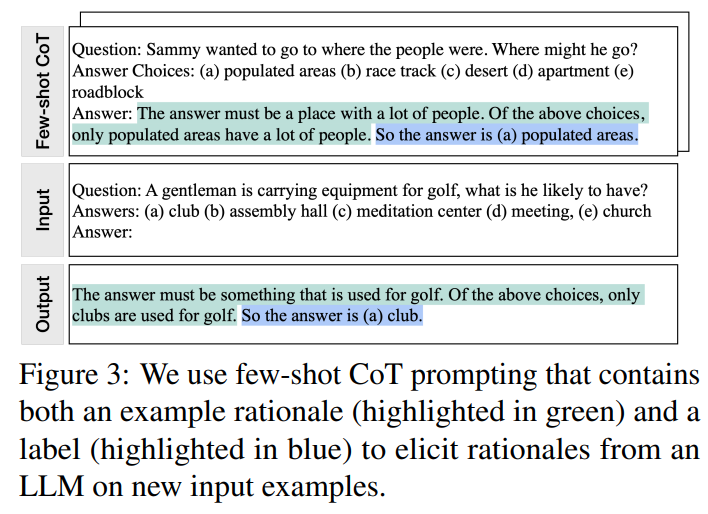 Few-shot CoT
Question: Sammy wanted to go to where the people were. Where might he go?
Answer Choices: (a) populated areas (b) race track (c) desert (d) apartment (e)
roadblock
Answer: The answer must be a place with a lot of people. Of the above choices,
only populated areas have a lot of people. So the answer is (a) populated areas.
Input
Question: A gentleman is carrying equipment for golf, what is he likely to have?
Answers: (a) club (b) assembly hall (c) meditation center (d) meeting, (e) church
Answer:
Output
The answer must be something that is used for golf. Of the above choices, only
clubs are used for golf. So the answer is (a) club.
Figure 3: We use few-shot CoT prompting that contains
both an example rationale (highlighted in green) and a
label (highlighted in blue) to elicit rationales from an
LLM on new input examples.